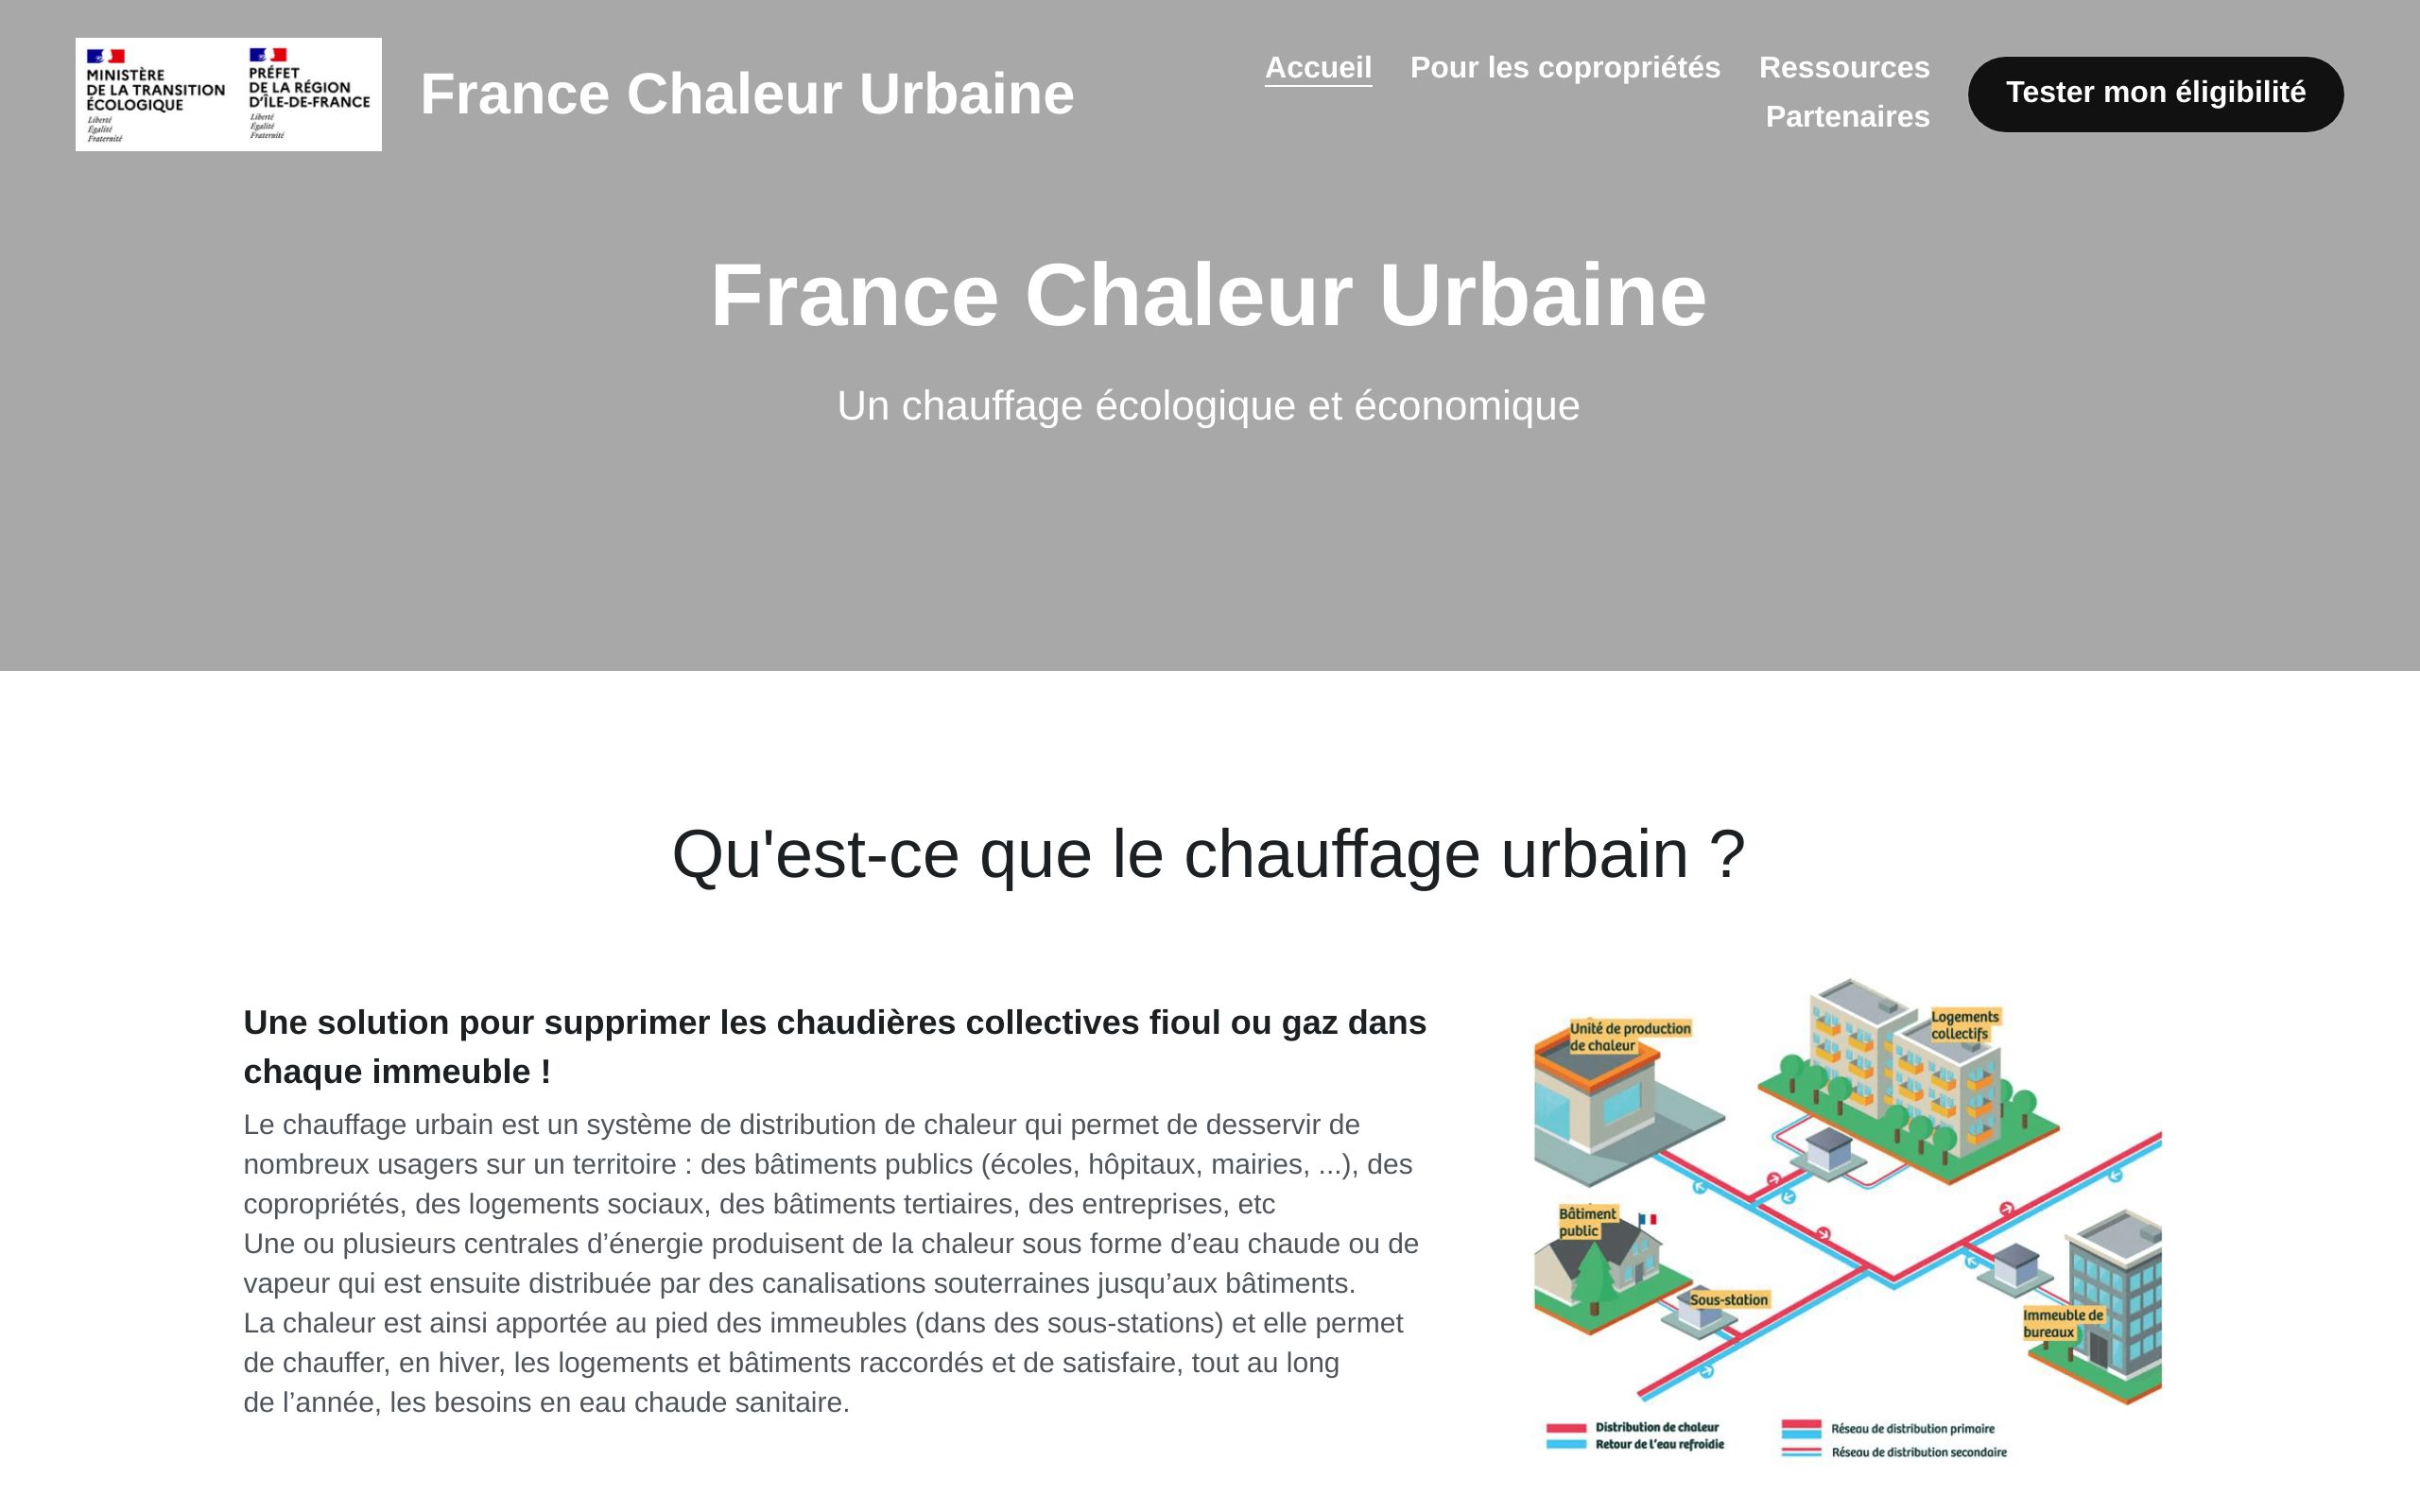 MINISTÈRE
DE LA TRANSITION
ÉCOLOGIQUE
Liberté
Égalité
Fraternité
PRÉFET
DE LA RÉGION
D'ÎLE-DE-FRANCE
Liberté
Égalité
Fraternité
France Chaleur Urbaine
Accueil Pour les copropriétés Ressources
Partenaires
Tester mon éligibilité
France Chaleur Urbaine
Un chauffage écologique et économique
Qu'est-ce que le chauffage urbain ?
Une solution pour supprimer les chaudières collectives fioul ou gaz dans
chaque immeuble !
Le chauffage urbain est un système de distribution de chaleur qui permet de desservir de
nombreux usagers sur un territoire : des bâtiments publics (écoles, hôpitaux, mairies, ...), des
copropriétés, des logements sociaux, des bâtiments tertiaires, des entreprises, etc
Une ou plusieurs centrales d’énergie produisent de la chaleur sous forme d’eau chaude ou de
vapeur qui est ensuite distribuée par des canalisations souterraines jusqu’aux bâtiments.
La chaleur est ainsi apportée au pied des immeubles (dans des sous-stations) et elle permet
de chauffer, en hiver, les logements et bâtiments raccordés et de satisfaire, tout au long
de l’année, les besoins en eau chaude sanitaire.
Unité de production
de chaleur
Logements
collectifs
Bâtiment
public
Sous-station
Immeuble de
bureaux
Distribution de chaleur
Retour de l'eau refroidie
Réseau de distribution primaire
Réseau de distribution secondaire